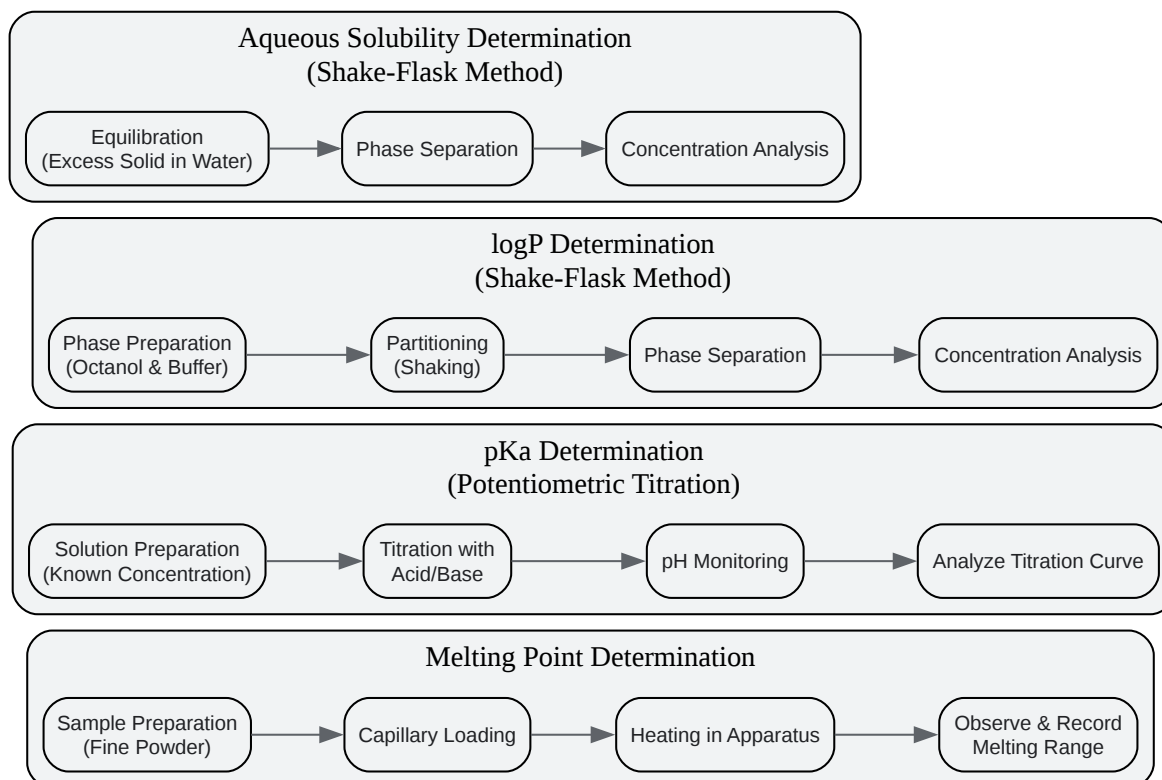 Aqueous Solubility Determination
(Shake-Flask Method)
Equilibration
(Excess Solid in Water)
Phase Separation
Concentration Analysis
logP Determination
(Shake-Flask Method)
Phase Preparation
(Octanol & Buffer)
Partitioning
(Shaking)
Phase Separation
Concentration Analysis
pKa Determination
(Potentiometric Titration)
Solution Preparation
(Known Concentration)
Titration with
Acid/Base
pH Monitoring
Analyze Titration Curve
Melting Point Determination
Sample Preparation
(Fine Powder)
Capillary Loading
Heating in Apparatus
Observe & Record
Melting Range